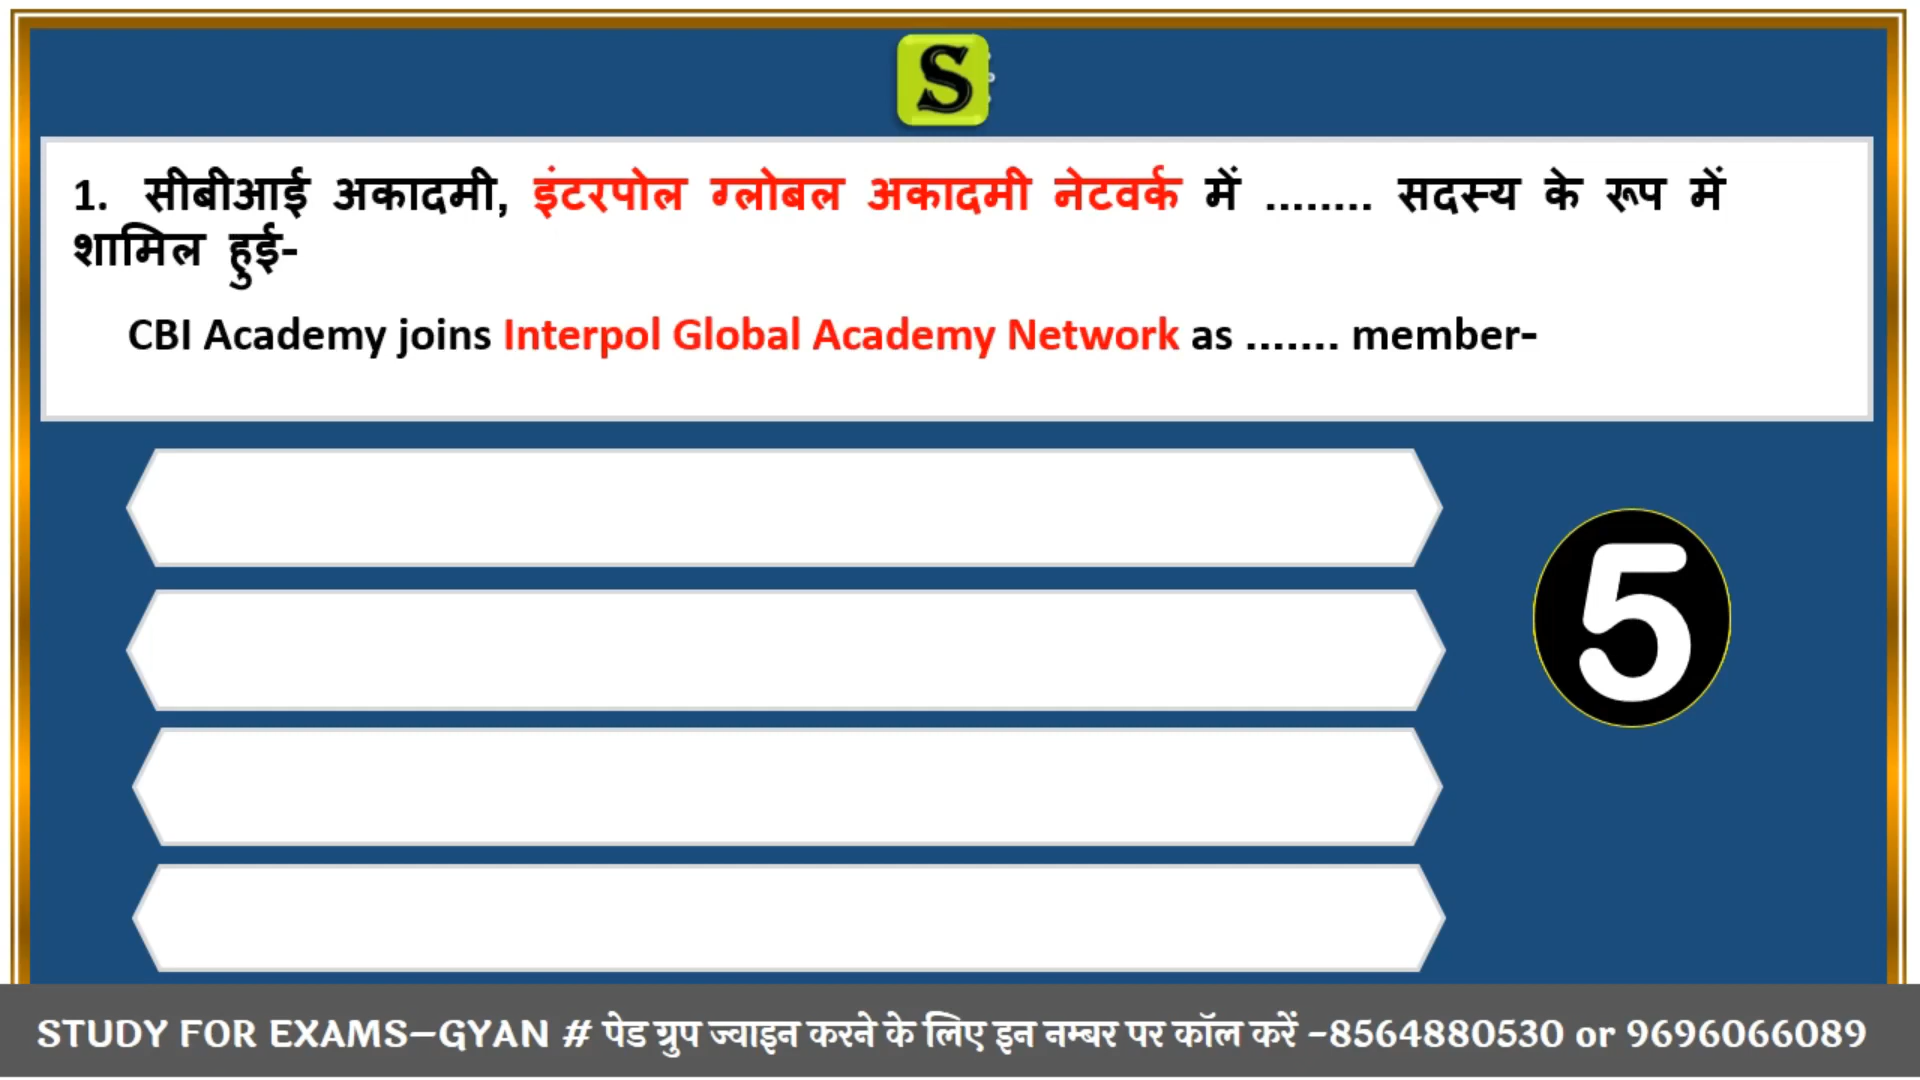 S
1. सीबीआई अकादमी, इंटरपोल ग्लोबल अकादमी नेटवर्क में ........ सदस्य के रूप में
शामिल हुई-
CBI Academy joins Interpol Global Academy Network as ....... member-
5
STUDY FOR EXAMS–GYAN # पेड ग्रुप ज्वाइन करने के लिए इन नम्बर पर कॉल करें -8564880530 or 9696066089